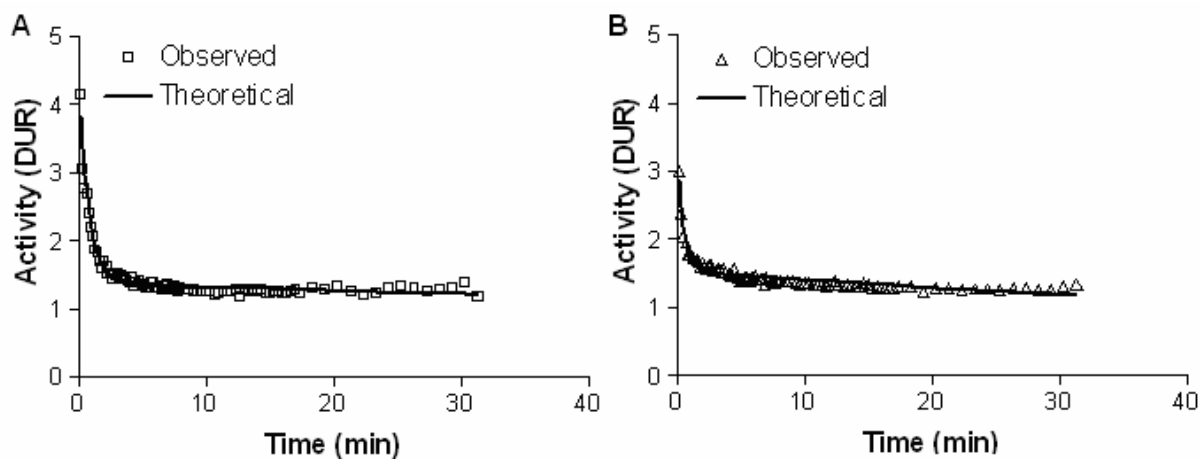 A
5
4
3
2
1
0
Activity (DUR)
Observed
Theoretical
0
10
20
30
40
Time (min)
B
5
4
3
2
1
0
Activity (DUR)
Observed
Theoretical
0
10
20
30
40
Time (min)